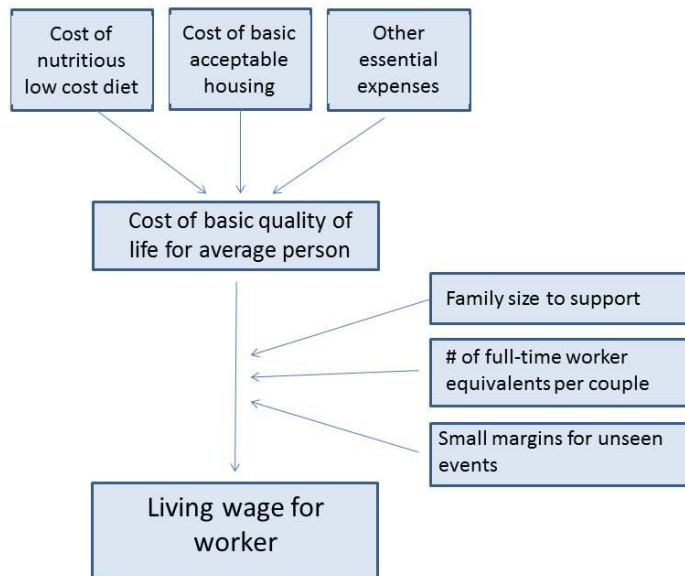 Cost of
nutritious
low cost diet
Cost of basic
acceptable
housing
Other
essential
expenses
Cost of basic quality of
life for average person
Family size to support
# of full-time worker
equivalents per couple
Small margins for unseen
events
Living wage for
worker